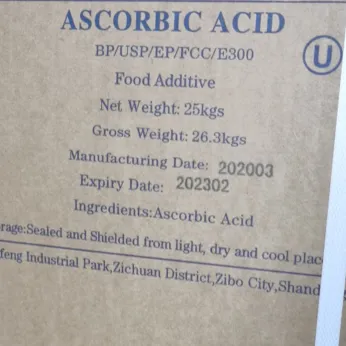 ASCORBIC ACID
BP/USP/EP/FCC/E300
U
Food Additive
Net Weight: 25kgs
Gross Weight: 26.3kgs
Manufacturing Date: 202003
Expiry Date: 202302
Ingredients:Ascorbic Acid
rage:Sealed and Shielded from light, dry and cool plac
feng Industrial Park,Zichuan District,Zibo City,Shand